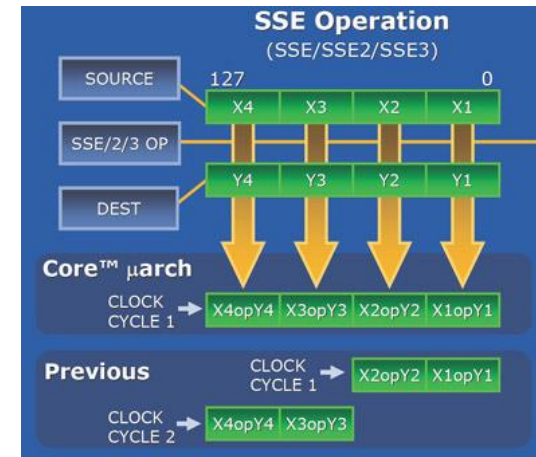 SSE Operation
(SSE/SSE2/SSE3)
SOURCE
127 0
X4 X3 X2 X1
SSE/2/3 OP
Y4 Y3 Y2 Y1
DEST
Core™ µarch
CLOCK
CYCLE 1
X4opY4 X3opY3 X2opY2 X1opY1
Previous
CLOCK
CYCLE 1
X2opY2 X1opY1
CLOCK
CYCLE 2
X4opY4 X3opY3